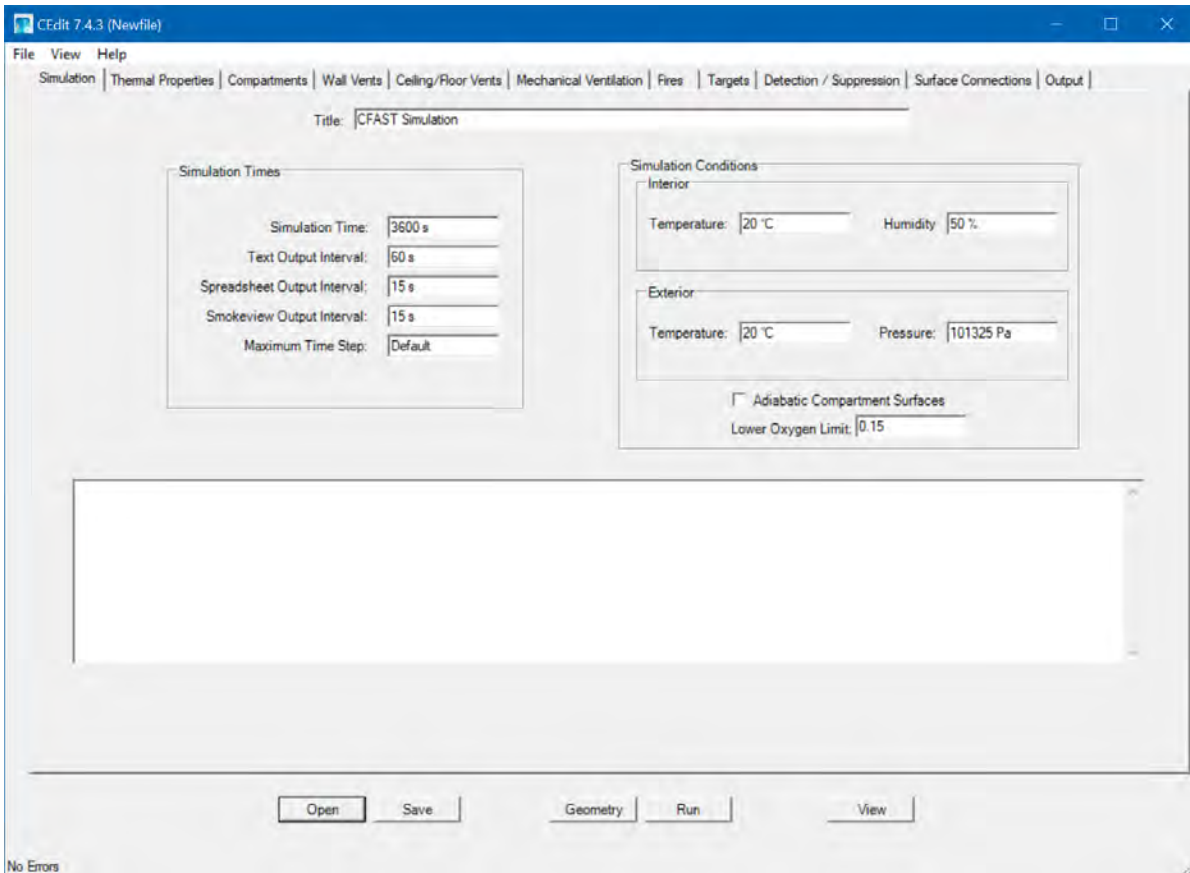 CEdit 7.4.3 (Newfile)
File View Help
Simulation Thermal Properties Compartments Wall Vents Ceiling/Floor Vents Mechanical Ventilation Fires Targets Detection / Suppression Surface Connections Output
Title: CFAST Simulation
Simulation Times
Simulation Time: 3600 s
Text Output Interval: 60 s
Spreadsheet Output Interval: 15 s
Smokeview Output Interval: 15 s
Maximum Time Step: Default
Simulation Conditions
Interior
Temperature: 20 °C Humidity 50 %
Exterior
Temperature: 20 °C Pressure: 101325 Pa
Adiabatic Compartment Surfaces
Lower Oxygen Limit: 0.15
Open Save Geometry Run View
No Errors